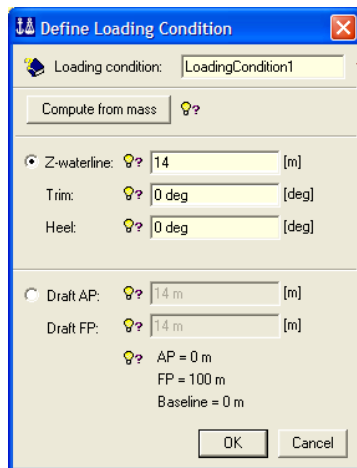 Define Loading Condition
Loading condition: LoadingCondition1
Compute from mass ?
Z-waterline: ? 14 [m]
Trim: ? 0 deg [deg]
Heel: ? 0 deg [deg]
Draft AP: ? 14 m [m]
Draft FP: ? 14 m [m]
? AP = 0 m
FP = 100 m
Baseline = 0 m
OK Cancel